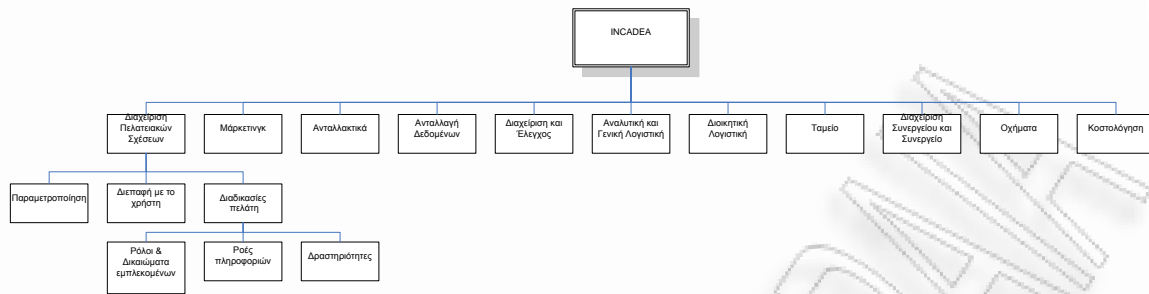 INCADEA
Διαχείριση
Πελατειακών
Σχέσεων
Μάρκετινγκ
Ανταλλακτικά
Ανταλλαγή
Δεδομένων
Διαχείριση και
Έλεγχος
Αναλυτική και
Γενική Λογιστική
Διοικητική
Λογιστική
Ταμείο
Διαχείριση
Συνεργείου και
Συνεργείο
Οχήματα
Κοστολόγηση
Παραμετροποίηση
Διεπαφή με το
χρήστη
Διαδικασίες
πελάτη
Ρόλοι &
Δικαιώματα
εμπλεκομένων
Ροές
πληροφοριών
Δραστηριότητες